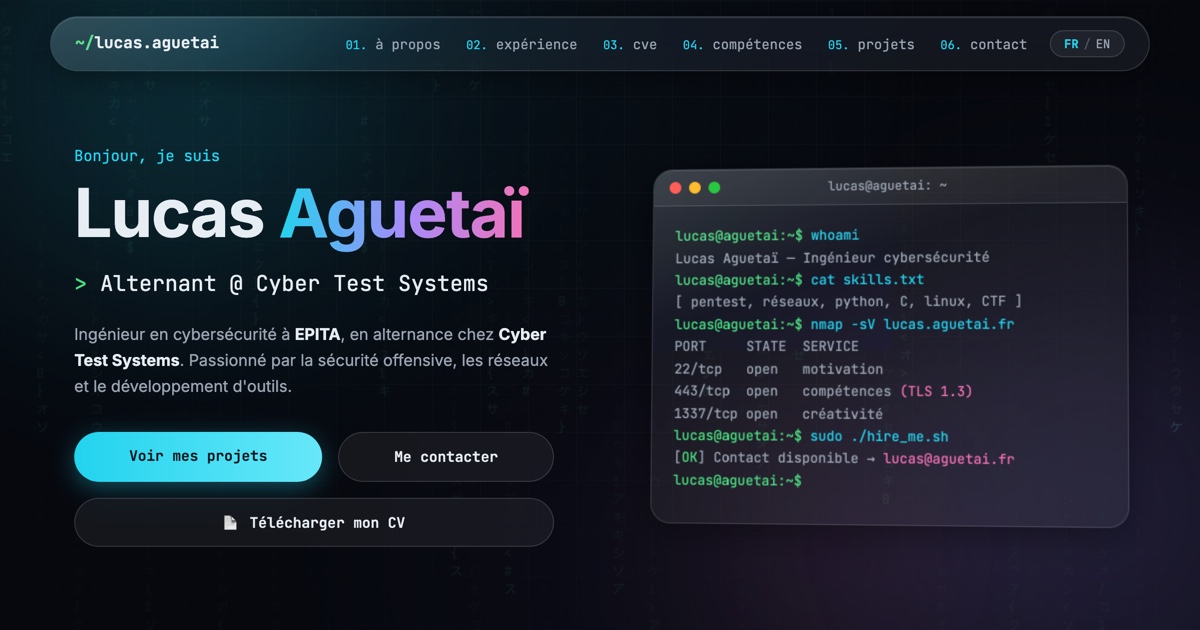 ~/lucas.aguetai
01. à propos 02. expérience 03. cve 04. compétences 05. projets 06. contact FR / EN
Bonjour, je suis
Lucas Aguetaï
> Alternant @ Cyber Test Systems
Ingénieur en cybersécurité à EPITA, en alternance chez Cyber
Test Systems. Passionné par la sécurité offensive, les réseaux
et le développement d'outils.
Voir mes projets
Me contacter
Télécharger mon CV
lucas@aguetai: ~
lucas@aguetai:~$ whoami
Lucas Aguetaï — Ingénieur cybersécurité
lucas@aguetai:~$ cat skills.txt
[ pentest, réseaux, python, C, linux, CTF ]
lucas@aguetai:~$ nmap -sV lucas.aguetai.fr
PORT STATE SERVICE
22/tcp open motivation
443/tcp open compétences (TLS 1.3)
1337/tcp open créativité
lucas@aguetai:~$ sudo ./hire_me.sh
[OK] Contact disponible → lucas@aguetai.fr
lucas@aguetai:~$